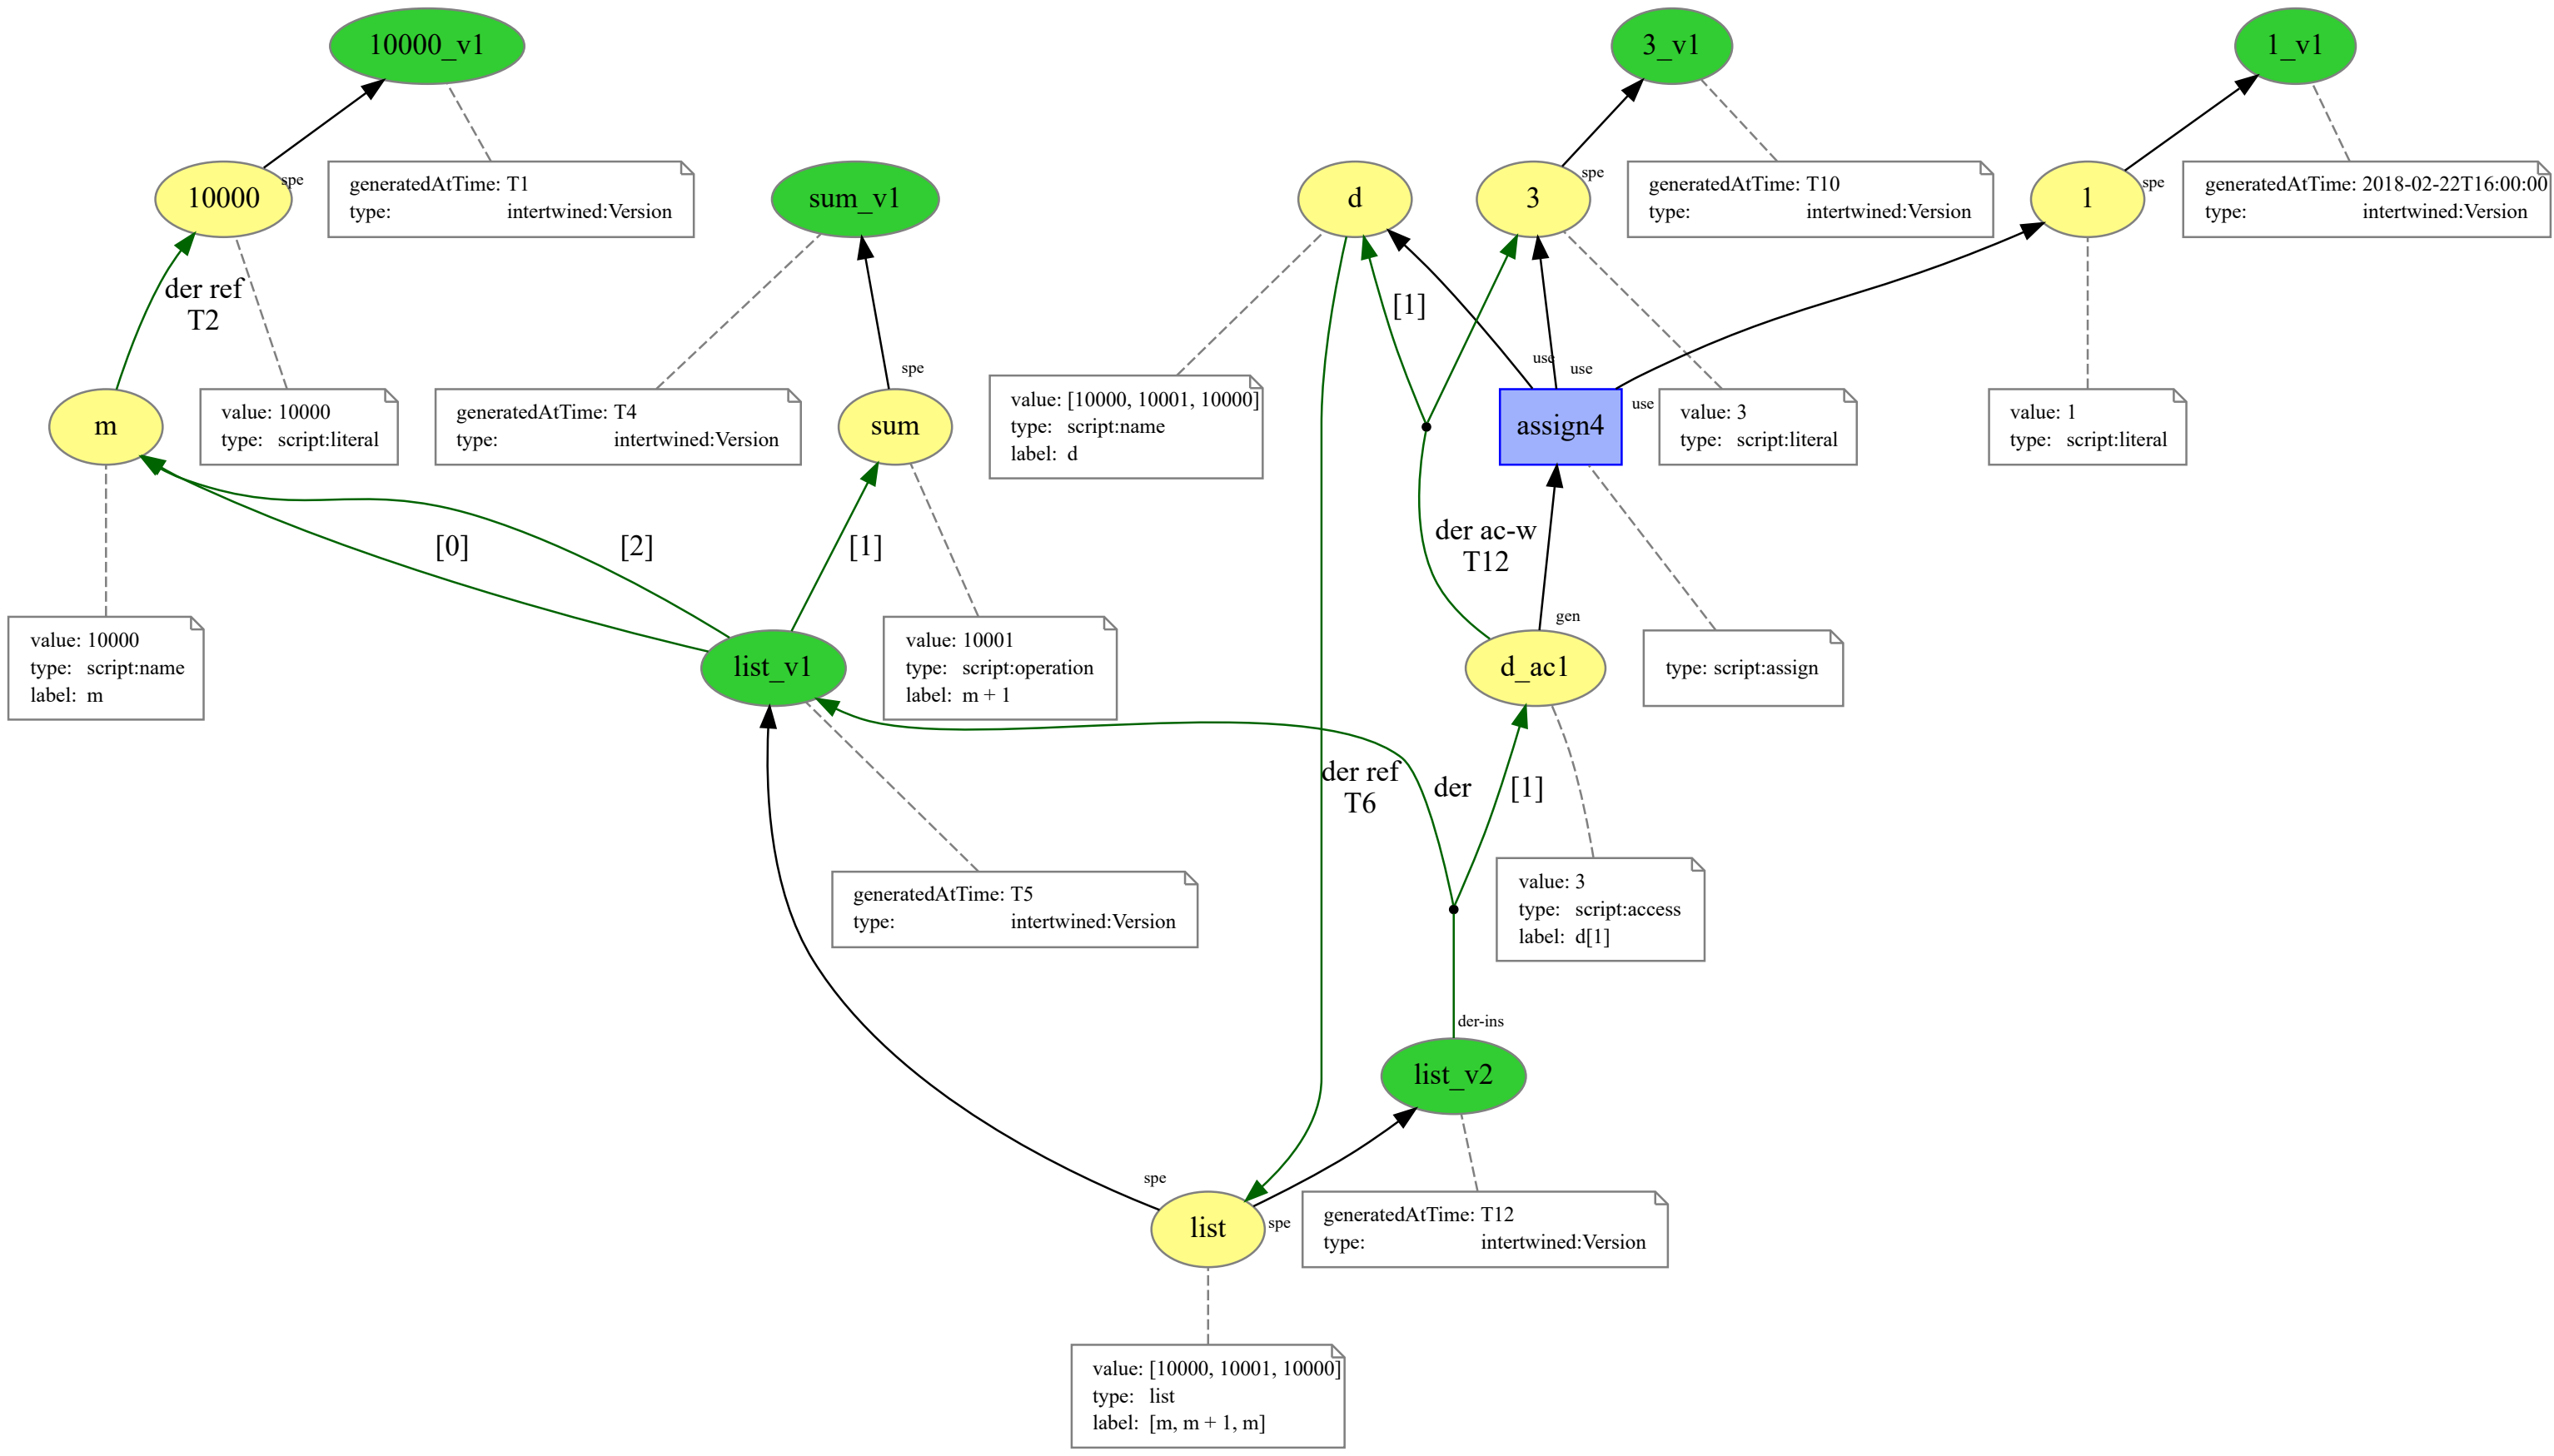 10000_v1
3_v1
1_v1
10000
spe
generatedAtTime: T1
type: intertwined:Version
sum_v1
d
3
spe
generatedAtTime: T10
type: intertwined:Version
1
spe
generatedAtTime: 2018-02-22T16:00:00
type: intertwined:Version
der ref
T2
[1]
m
value: 10000
type: script:literal
generatedAtTime: T4
type: intertwined:Version
spe
sum
value: [10000, 10001, 10000]
type: script:name
label: d
use
use
use
assign4
value: 3
type: script:literal
value: 1
type: script:literal
[0]
[2]
[1]
der ac-w
T12
gen
value: 10000
type: script:name
label: m
list_v1
value: 10001
type: script:operation
label: m + 1
d_ac1
type: script:assign
der ref
T6
der
[1]
generatedAtTime: T5
type: intertwined:Version
value: 3
type: script:access
label: d[1]
der-ins
list_v2
spe
list
spe
generatedAtTime: T12
type: intertwined:Version
value: [10000, 10001, 10000]
type: list
label: [m, m + 1, m]